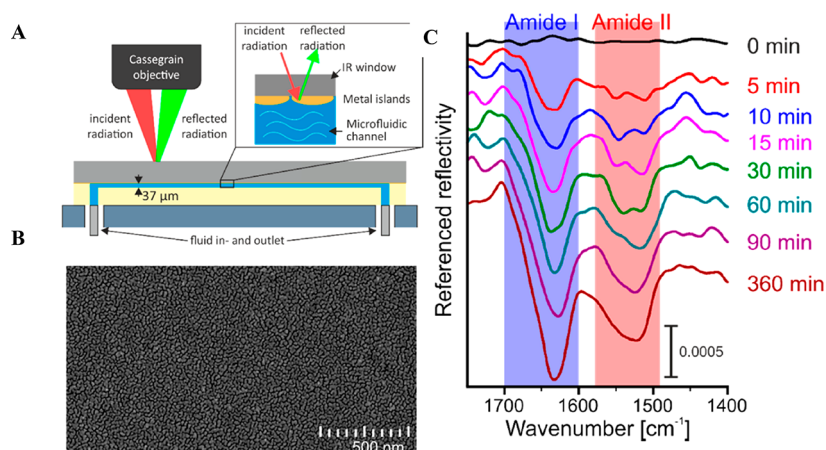 A
Cassegrain
objective
incident
radiation
reflected
radiation
incident
radiation
reflected
radiation
IR window
Metal islands
Microfluidic
channel
37 µm
fluid in- and outlet
B
500 nm
C
Amide I
Amide II
0 min
5 min
10 min
15 min
30 min
60 min
90 min
360 min
0.0005
Referenced reflectivity
1700
1600
1500
1400
Wavenumber [cm⁻¹]